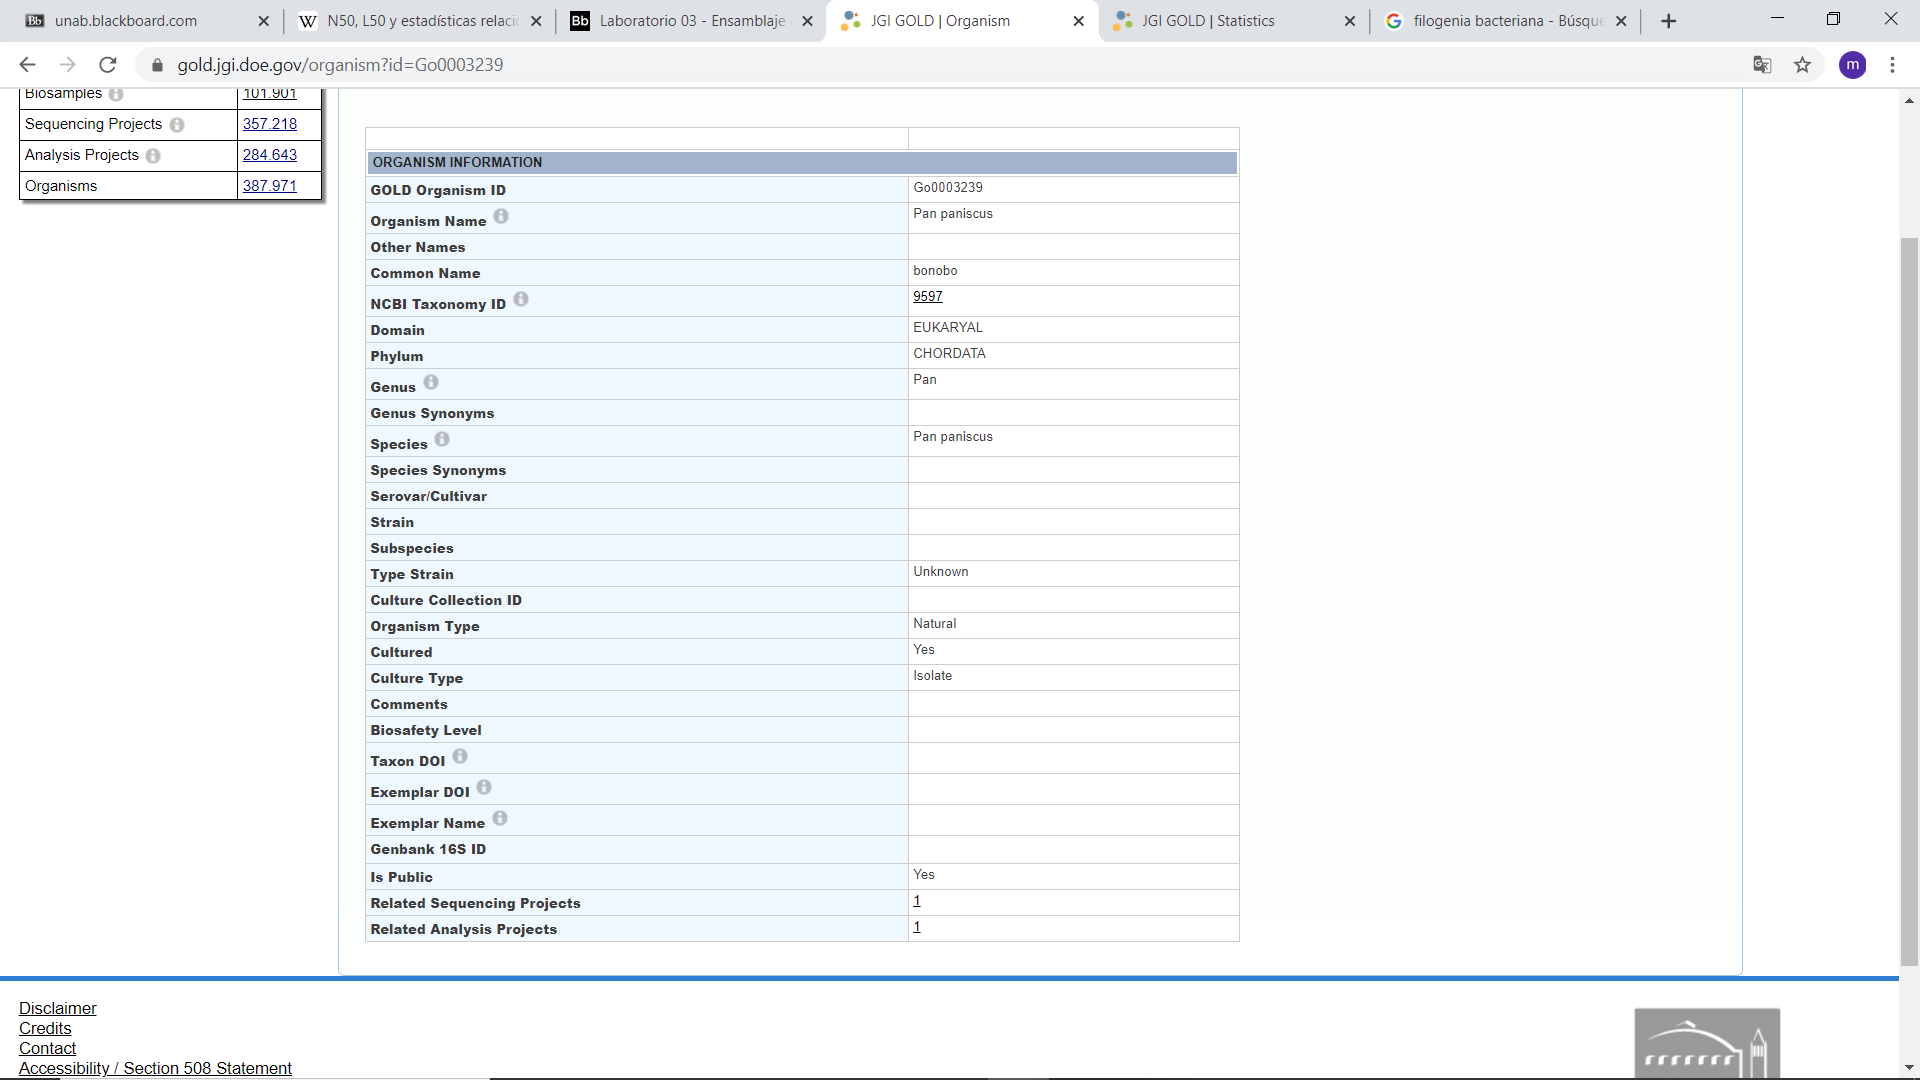 unab.blackboard.com
N50, L50 y estadísticas relaci
Laboratorio 03 - Ensamblaje
JGI GOLD | Organism
JGI GOLD | Statistics
filogenia bacteriana - Búsque
gold.jgi.doe.gov/organism?id=Go0003239
m
Biosamples 101.901
Sequencing Projects 357.218
Analysis Projects 284.643
Organisms 387.971
ORGANISM INFORMATION
GOLD Organism ID Go0003239
Organism Name Pan paniscus
Other Names
Common Name bonobo
NCBI Taxonomy ID 9597
Domain EUKARYAL
Phylum CHORDATA
Genus Pan
Genus Synonyms
Species Pan paniscus
Species Synonyms
Serovar/Cultivar
Strain
Subspecies
Type Strain Unknown
Culture Collection ID
Organism Type Natural
Cultured Yes
Culture Type Isolate
Comments
Biosafety Level
Taxon DOI
Exemplar DOI
Exemplar Name
Genbank 16S ID
Is Public Yes
Related Sequencing Projects 1
Related Analysis Projects 1
Disclaimer
Credits
Contact
Accessibility / Section 508 Statement